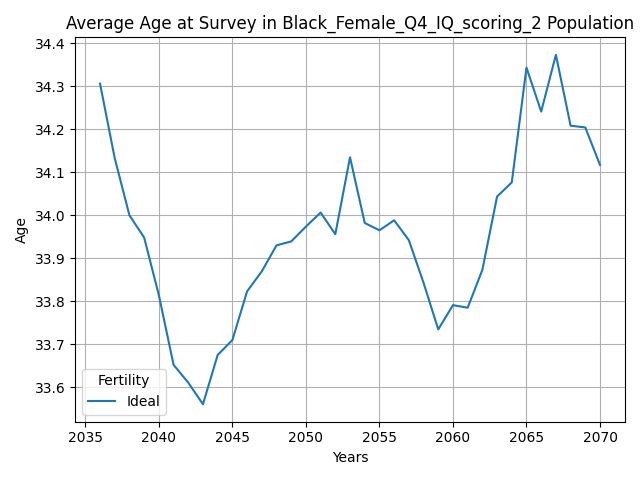 Average Age at Survey in Black_Female_Q4_IQ_scoring_2 Population
34.4
34.3
34.2
34.1
34.0
33.9
33.8
33.7
33.6
Age
Fertility
Ideal
2035 2040 2045 2050 2055 2060 2065 2070
Years